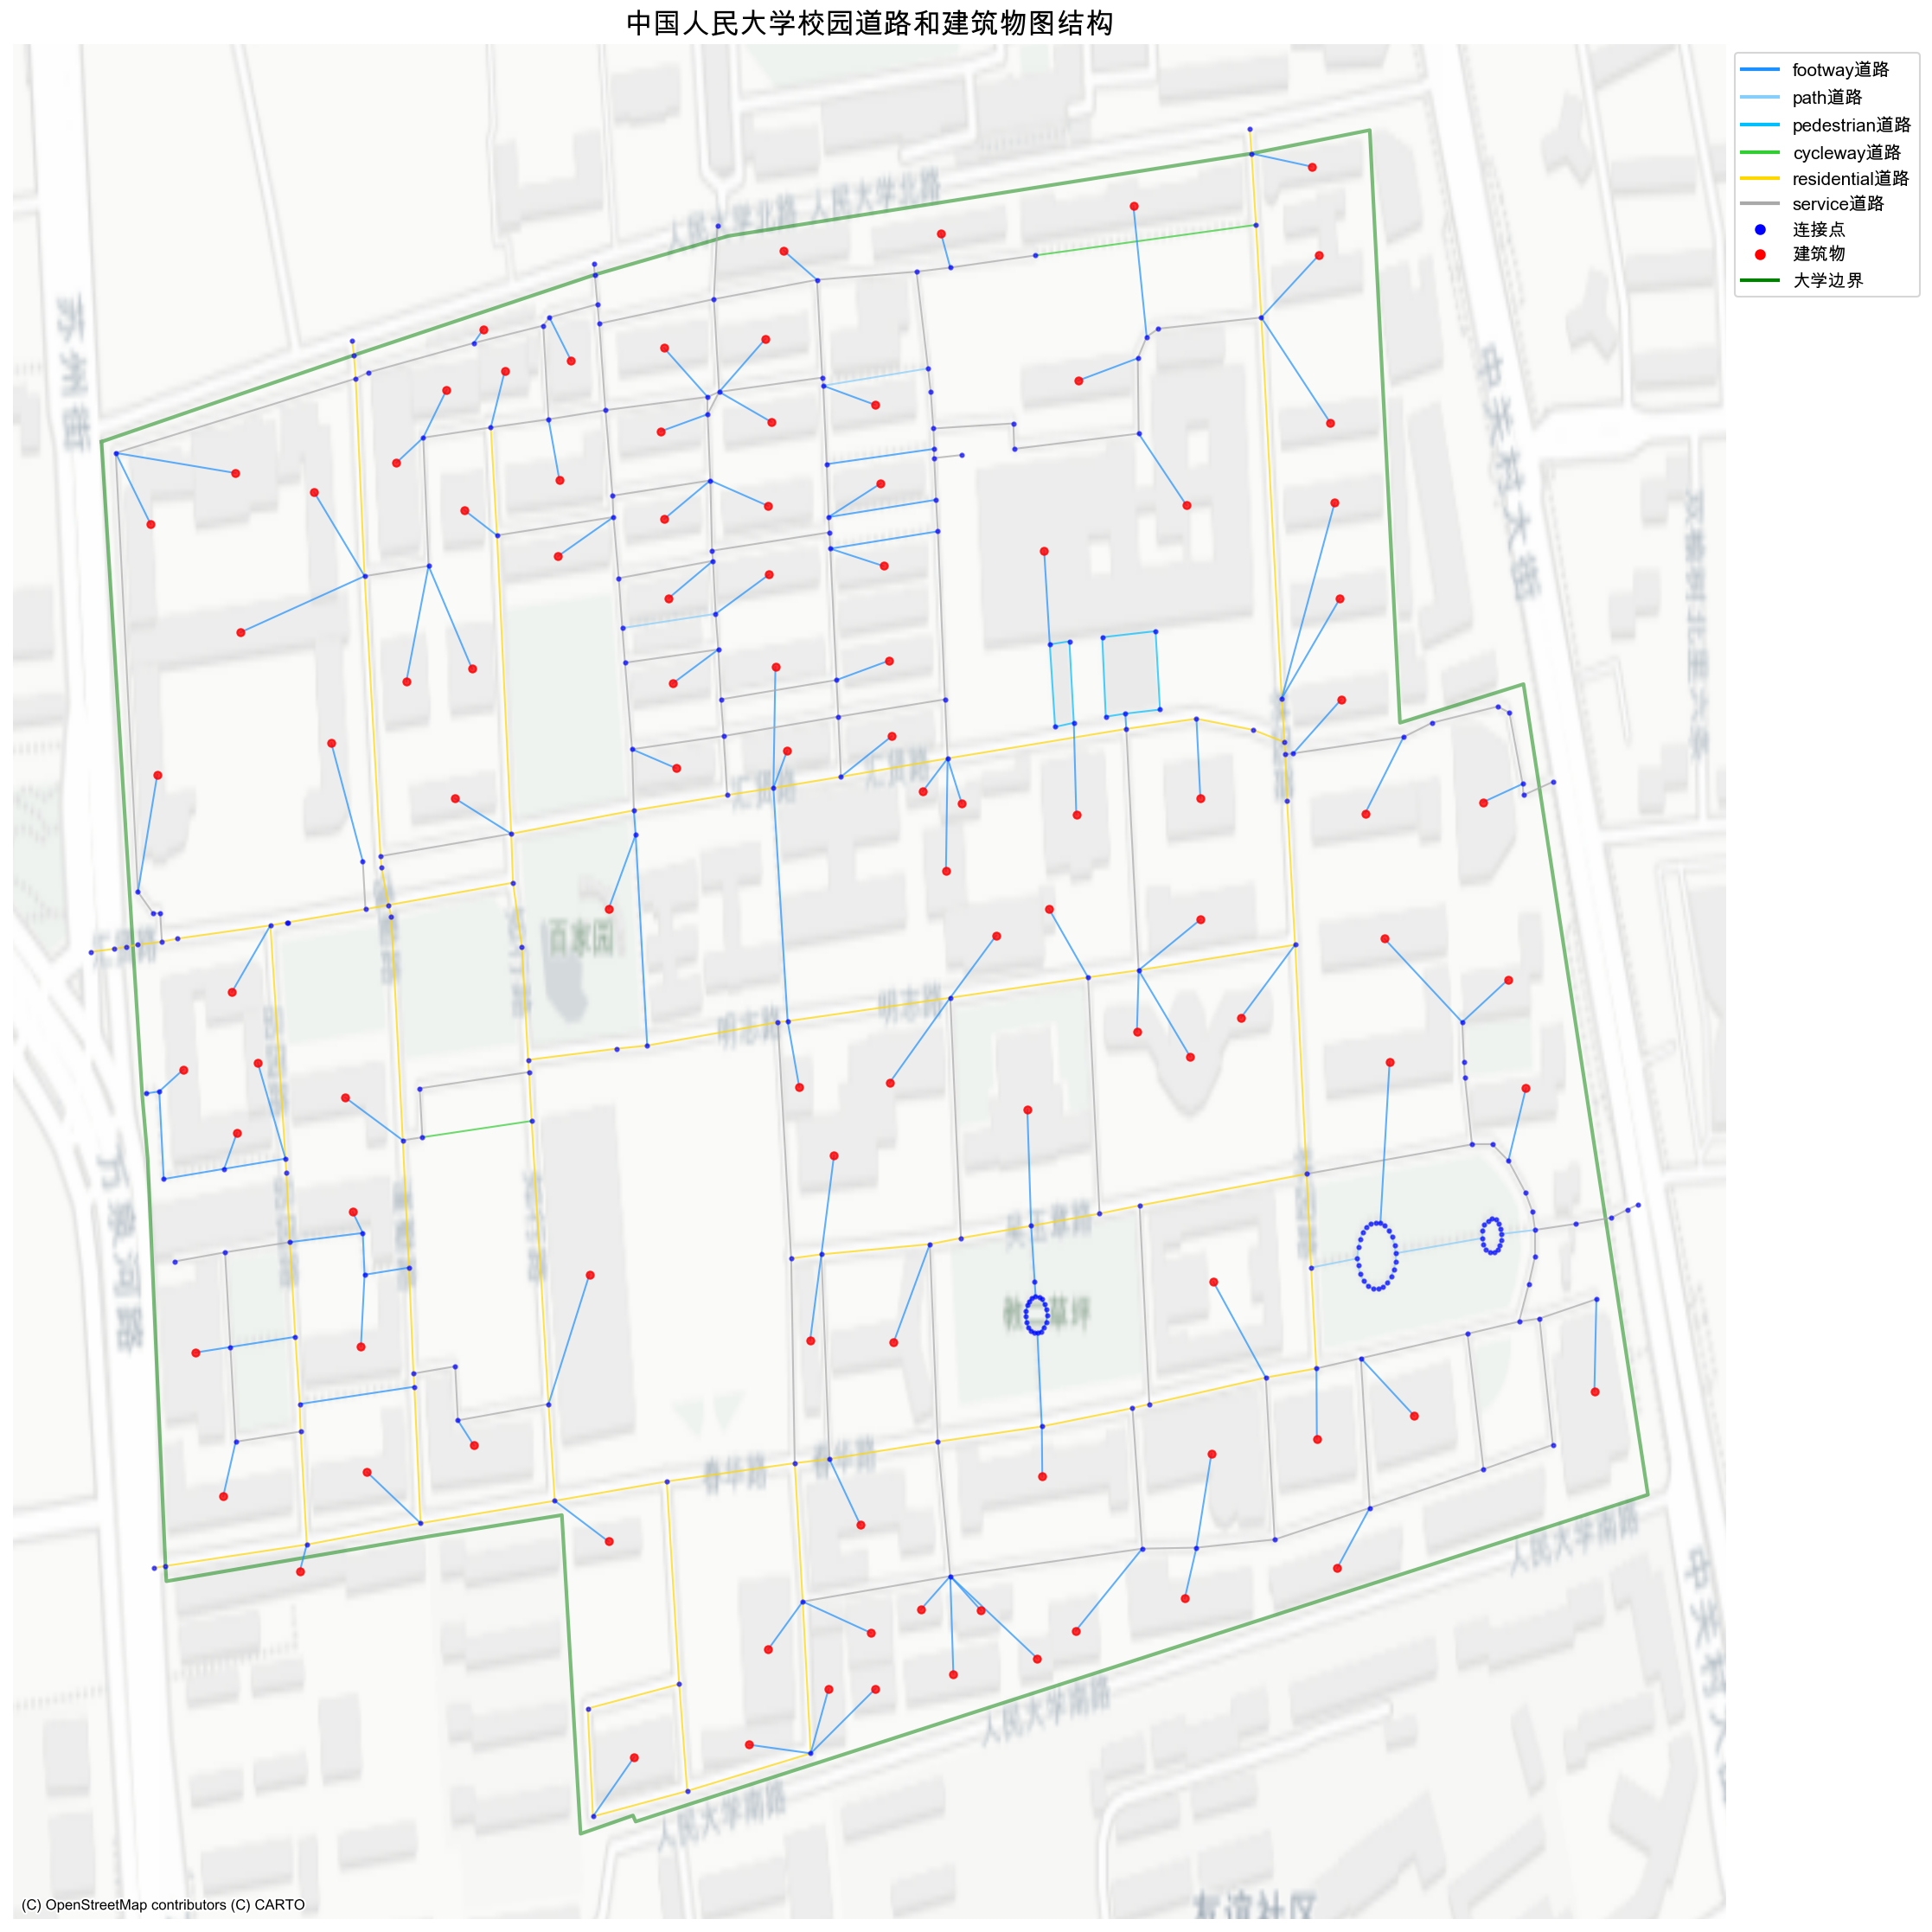 中国人民大学校园道路和建筑物图结构
footway道路
path道路
pedestrian道路
cycleway道路
residential道路
service道路
连接点
建筑物
大学边界
人民大学北路 人民大学北路
苏州街
中关村大街
汇贤路
汇贤路
百家园
明志路
明志路
万泉河路
春华路
春华路
人民大学南路
人民大学南路
人民大学南路
中关村大
友谊社区
(C) OpenStreetMap contributors (C) CARTO